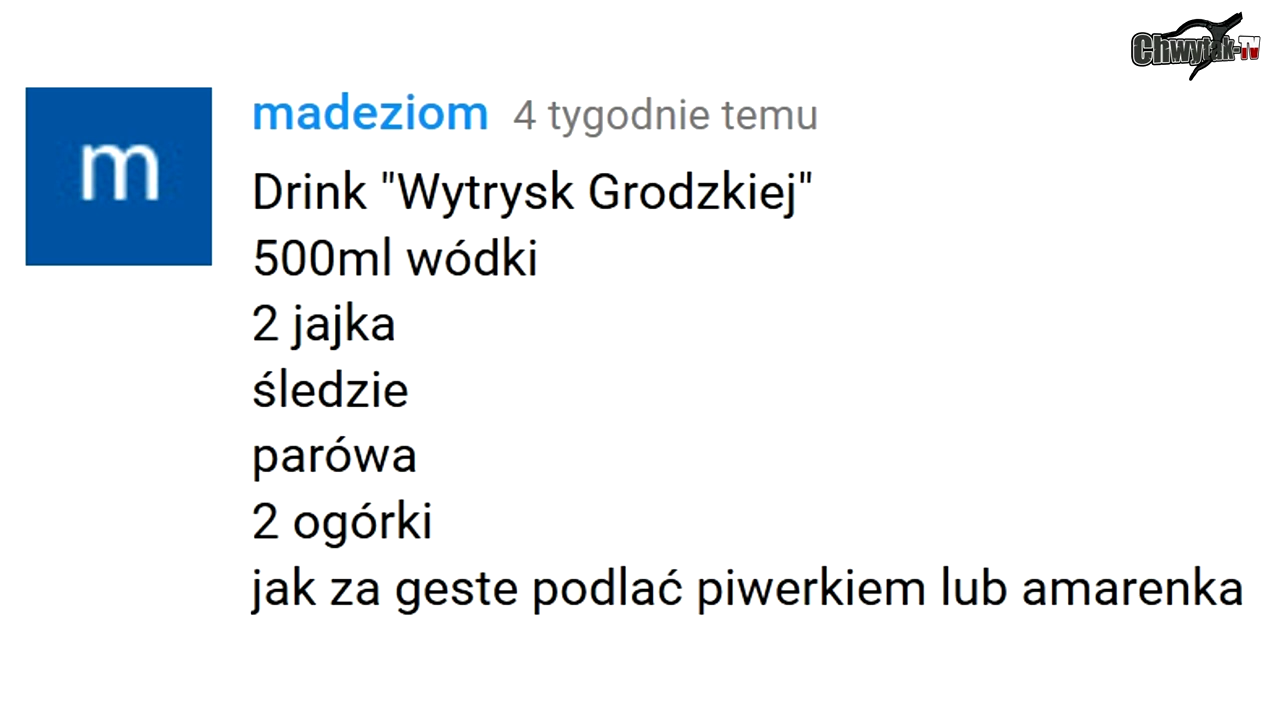 Chwytak-TV
madeziom 4 tygodnie temu
m
Drink "Wytrysk Grodzkiej"
500ml wódki
2 jajka
śledzie
parówa
2 ogórki
jak za geste podlać piwerkiem lub amarenka